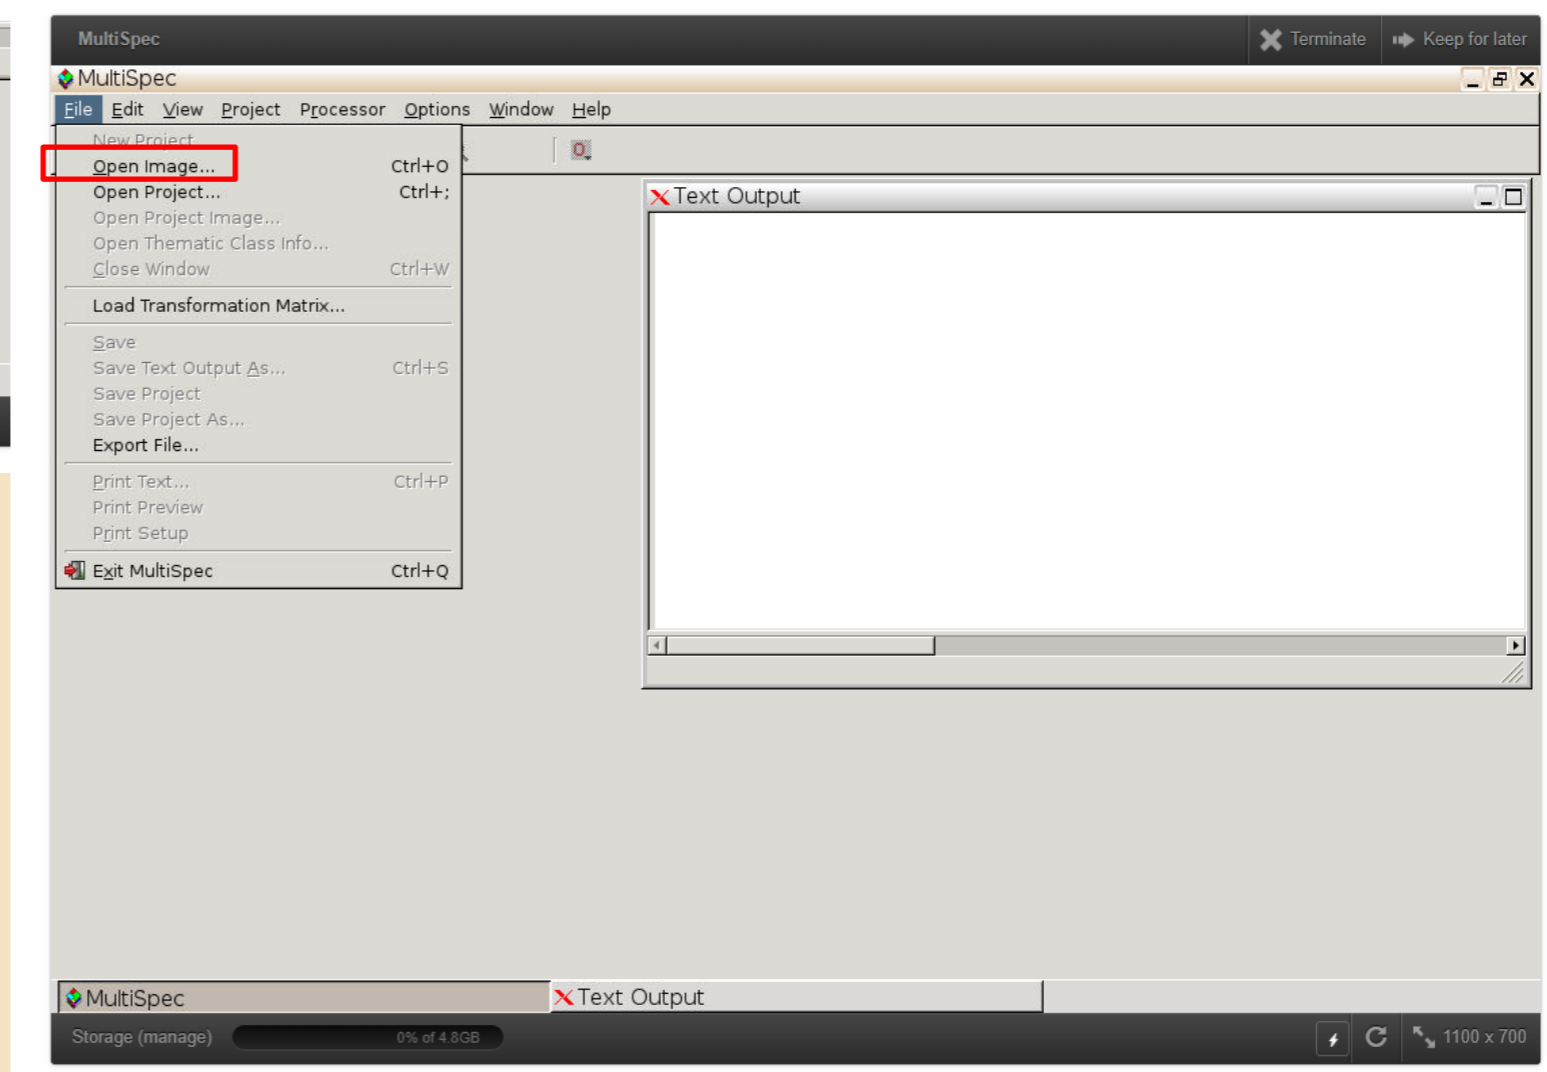 MultiSpec Terminate Keep for later
MultiSpec
File Edit View Project Processor Options Window Help
New Project
Open Image... Ctrl+O
Open Project... Ctrl+;
Open Project Image...
Open Thematic Class Info...
Close Window Ctrl+W
Load Transformation Matrix...
Save
Save Text Output As... Ctrl+S
Save Project
Save Project As...
Export File...
Print Text... Ctrl+P
Print Preview
Print Setup
Exit MultiSpec Ctrl+Q
O
Text Output
MultiSpec Text Output
Storage (manage) 0% of 4.8GB 1100 x 700